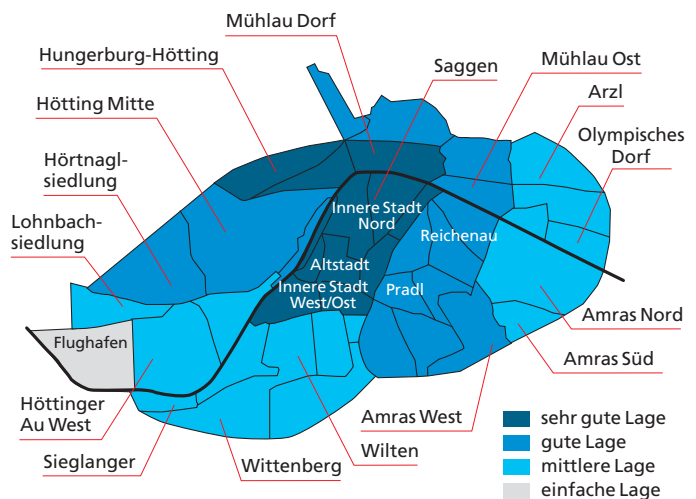 Mühlau Dorf
Hungerburg-Hötting
Saggen
Mühlau Ost
Hötting Mitte
Arzl
Olympisches
Dorf
Hörtnagl-
siedlung
Lohnbach-
siedlung
Innere Stadt
Nord
Reichenau
Altstadt
Innere Stadt
West/Ost
Pradl
Flughafen
Amras Nord
Amras Süd
Höttinger
Au West
Amras West
Sieglanger
Wittenberg
Wilten
sehr gute Lage
gute Lage
mittlere Lage
einfache Lage